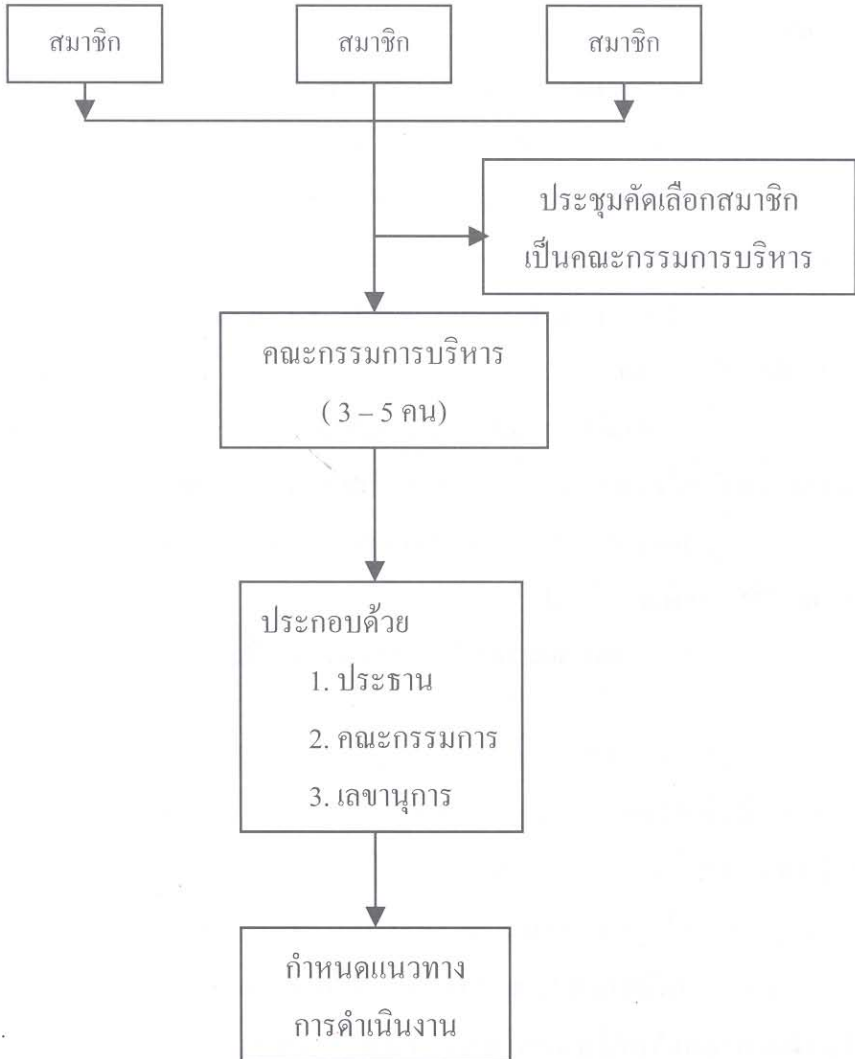 สมาชิก
สมาชิก
สมาชิก
ประชุมคัดเลือกสมาชิก
เป็นคณะกรรมการบริหาร
คณะกรรมการบริหาร
( 3 – 5 คน)
ประกอบด้วย
1. ประธาน
2. คณะกรรมการ
3. เลขานุการ
กำหนดแนวทาง
การดำเนินงาน